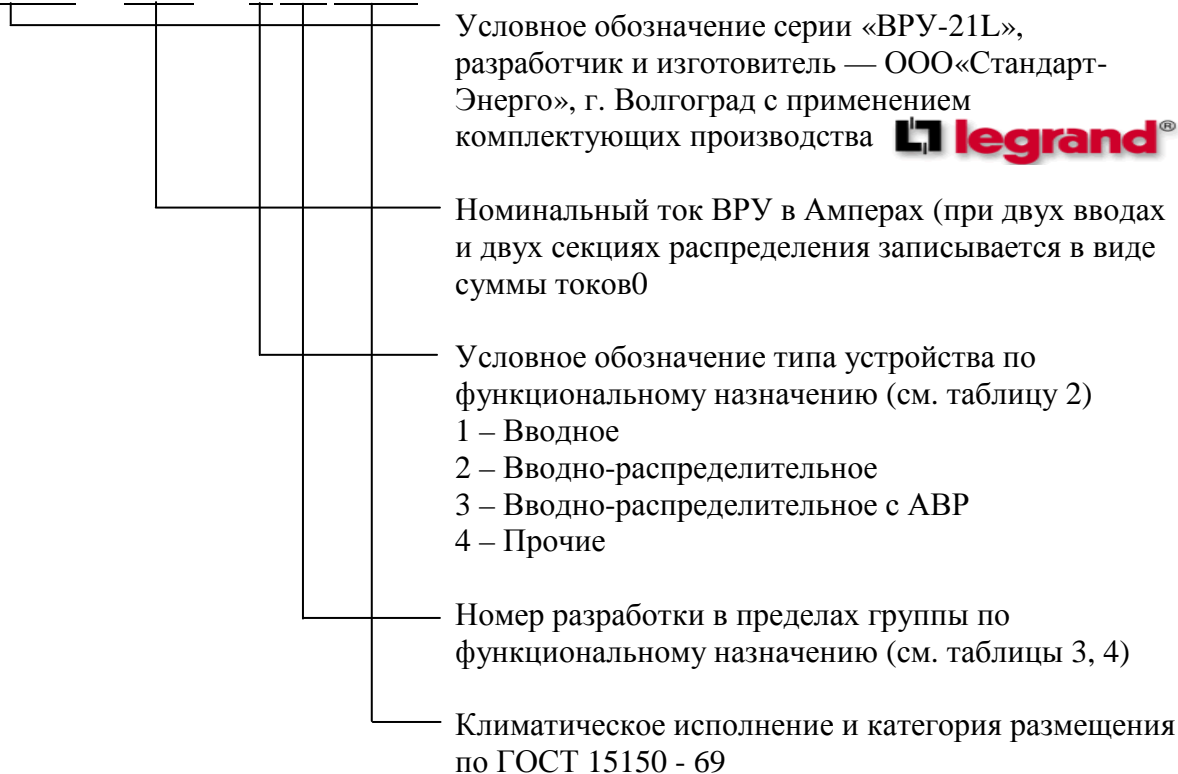 Условное обозначение серии «ВРУ-21L»,
разработчик и изготовитель — ООО«Стандарт-
Энерго», г. Волгоград с применением
комплектующих производства legrand®
Номинальный ток ВРУ в Амперах (при двух вводах
и двух секциях распределения записывается в виде
суммы токов0
Условное обозначение типа устройства по
функциональному назначению (см. таблицу 2)
1 – Вводное
2 – Вводно-распределительное
3 – Вводно-распределительное с АВР
4 – Прочие
Номер разработки в пределах группы по
функциональному назначению (см. таблицы 3, 4)
Климатическое исполнение и категория размещения
по ГОСТ 15150 - 69